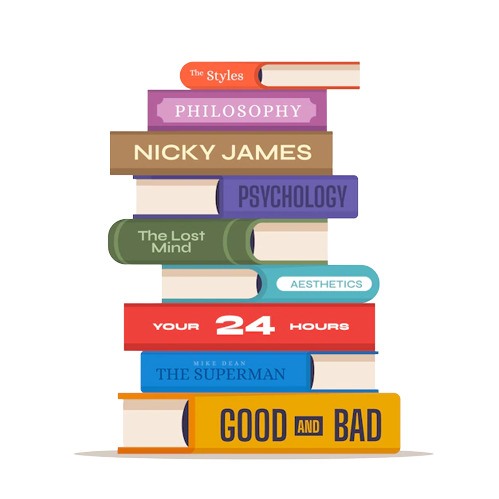 The Styles
PHILOSOPHY
NICKY JAMES
PSYCHOLOGY
The Lost
Mind
AESTHETICS
YOUR 24 HOURS
MIKE DEAN
THE SUPERMAN
GOOD AND BAD